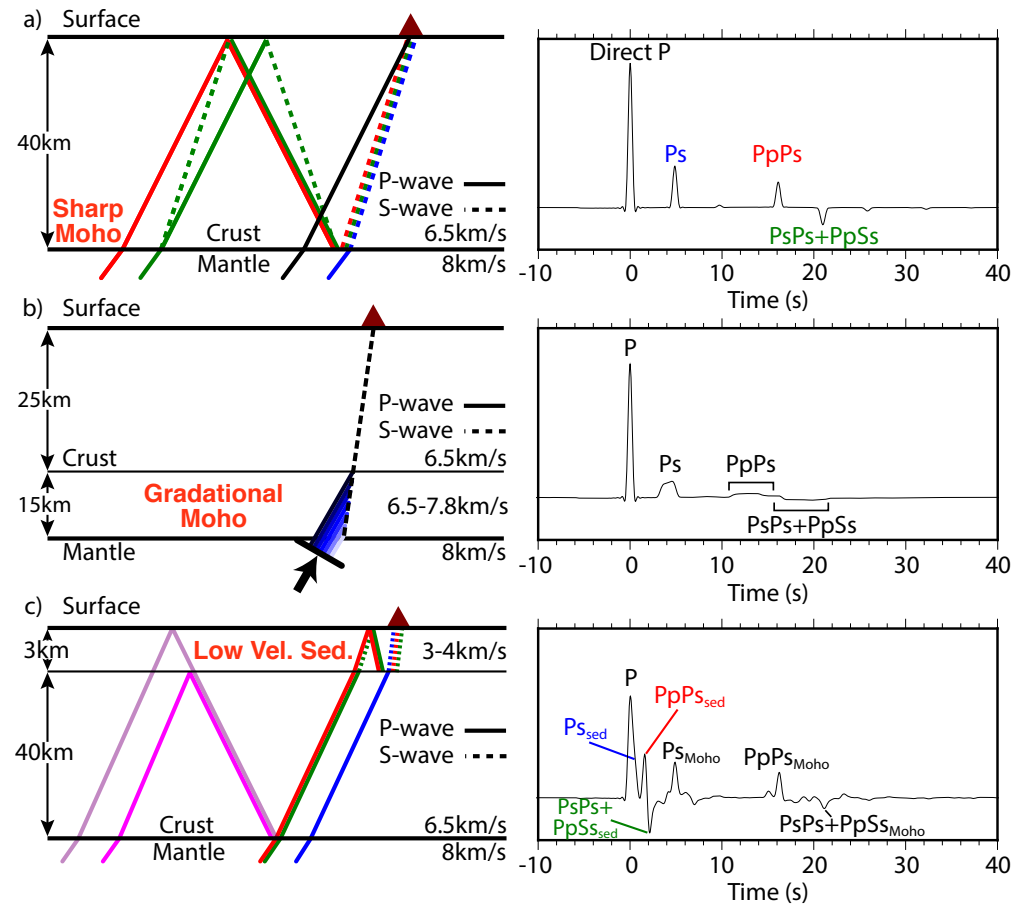 a) Surface
40km
Sharp
Moho
P-wave
S-wave
Crust
6.5km/s
Mantle
8km/s
Direct P
Ps
PpPs
PsPs+PpSs
-10 0 10 20 30 40
Time (s)
b) Surface
25km
P-wave
S-wave
Crust
6.5km/s
15km
Gradational
Moho
6.5-7.8km/s
Mantle
8km/s
P
Ps
PpPs
PsPs+PpSs
-10 0 10 20 30 40
Time (s)
c) Surface
3km
Low Vel. Sed.
3-4km/s
40km
P-wave
S-wave
Crust
6.5km/s
Mantle
8km/s
P
PpPssed
Pssed
PsMoho
PpPsMoho
PsPs+
PpSssed
PsPs+PpSsMoho
-10 0 10 20 30 40
Time (s)